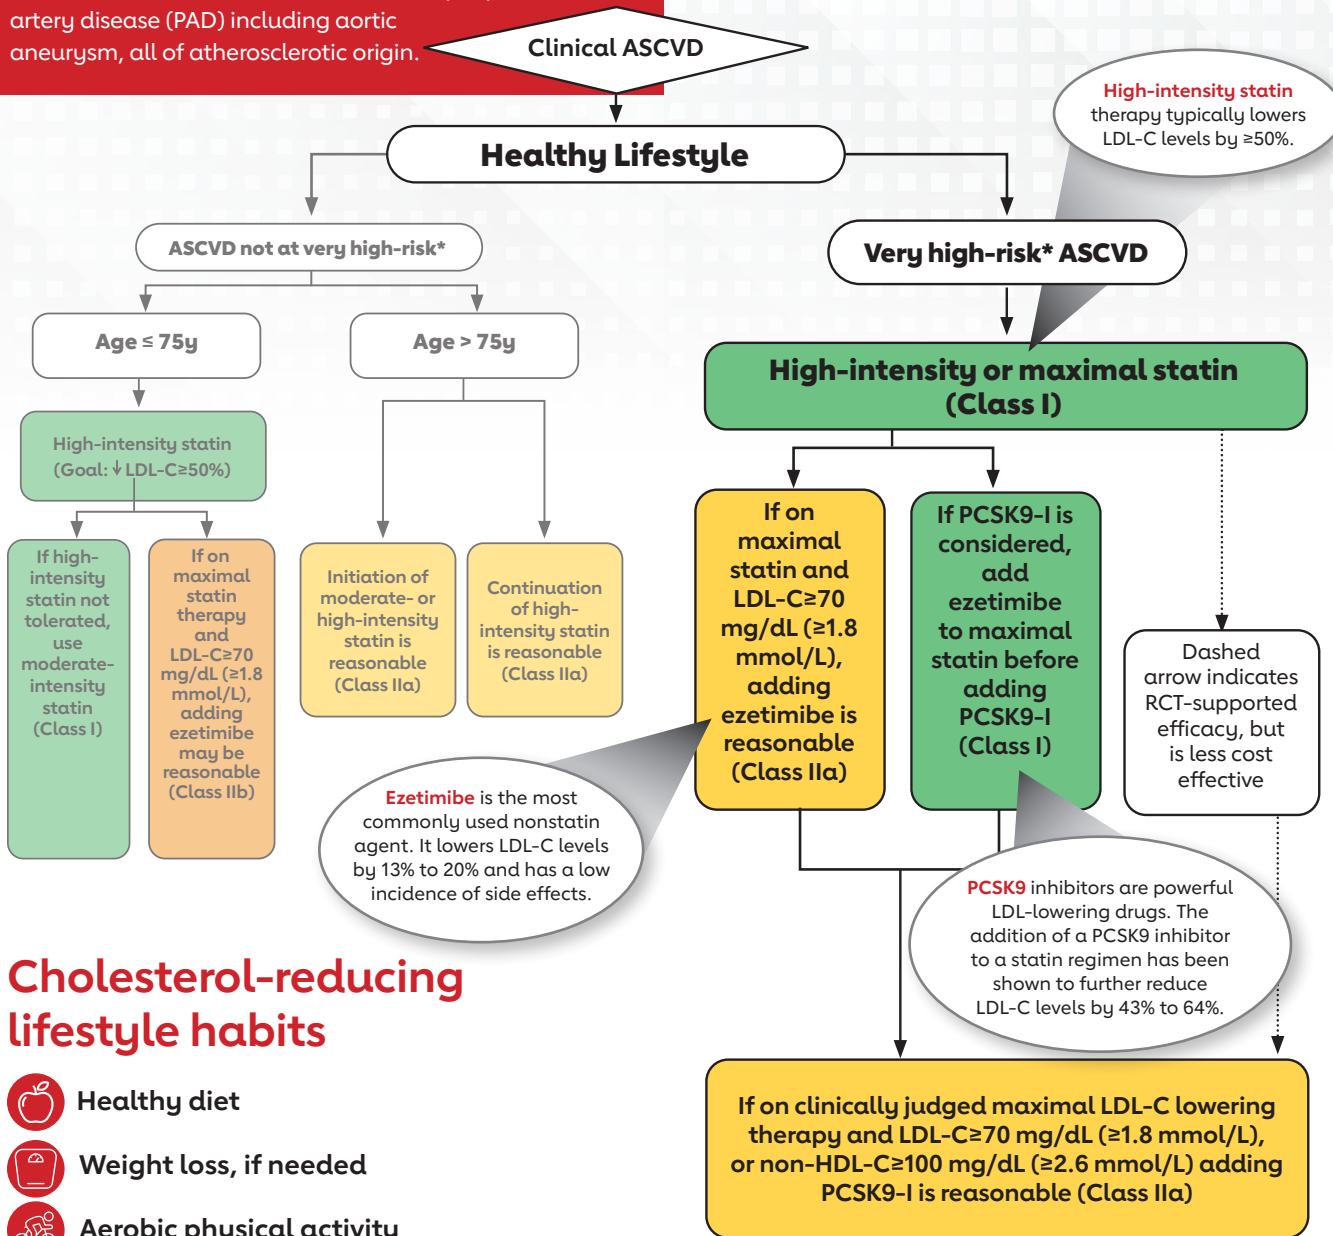 artery disease (PAD) including aortic
aneurysm, all of atherosclerotic origin.
Clinical ASCVD
High-intensity statin
therapy typically lowers
LDL-C levels by ≥50%.
Healthy Lifestyle
ASCVD not at very high-risk*
Very high-risk* ASCVD
Age ≤ 75y
Age > 75y
High-intensity or maximal statin
(Class I)
High-intensity statin
(Goal: ↓ LDL-C≥50%)
If high-
intensity
statin not
tolerated,
use
moderate-
intensity
statin
(Class I)
If on
maximal
statin
therapy
and
LDL-C≥70
mg/dL (≥1.8
mmol/L),
adding
ezetimibe
may be
reasonable
(Class IIb)
Initiation of
moderate- or
high-intensity
statin is
reasonable
(Class IIa)
Continuation
of high-
intensity statin
is reasonable
(Class IIa)
If on
maximal
statin and
LDL-C≥70
mg/dL (≥1.8
mmol/L),
adding
ezetimibe is
reasonable
(Class IIa)
If PCSK9-I is
considered,
add
ezetimibe
to maximal
statin before
adding
PCSK9-I
(Class I)
Dashed
arrow indicates
RCT-supported
efficacy, but
is less cost
effective
Ezetimibe is the most
commonly used nonstatin
agent. It lowers LDL-C levels
by 13% to 20% and has a low
incidence of side effects.
PCSK9 inhibitors are powerful
LDL-lowering drugs. The
addition of a PCSK9 inhibitor
to a statin regimen has been
shown to further reduce
LDL-C levels by 43% to 64%.
If on clinically judged maximal LDL-C lowering
therapy and LDL-C≥70 mg/dL (≥1.8 mmol/L),
or non-HDL-C≥100 mg/dL (≥2.6 mmol/L) adding
PCSK9-I is reasonable (Class IIa)
Cholesterol-reducing
lifestyle habits
Healthy diet
Weight loss, if needed
Aerobic physical activity